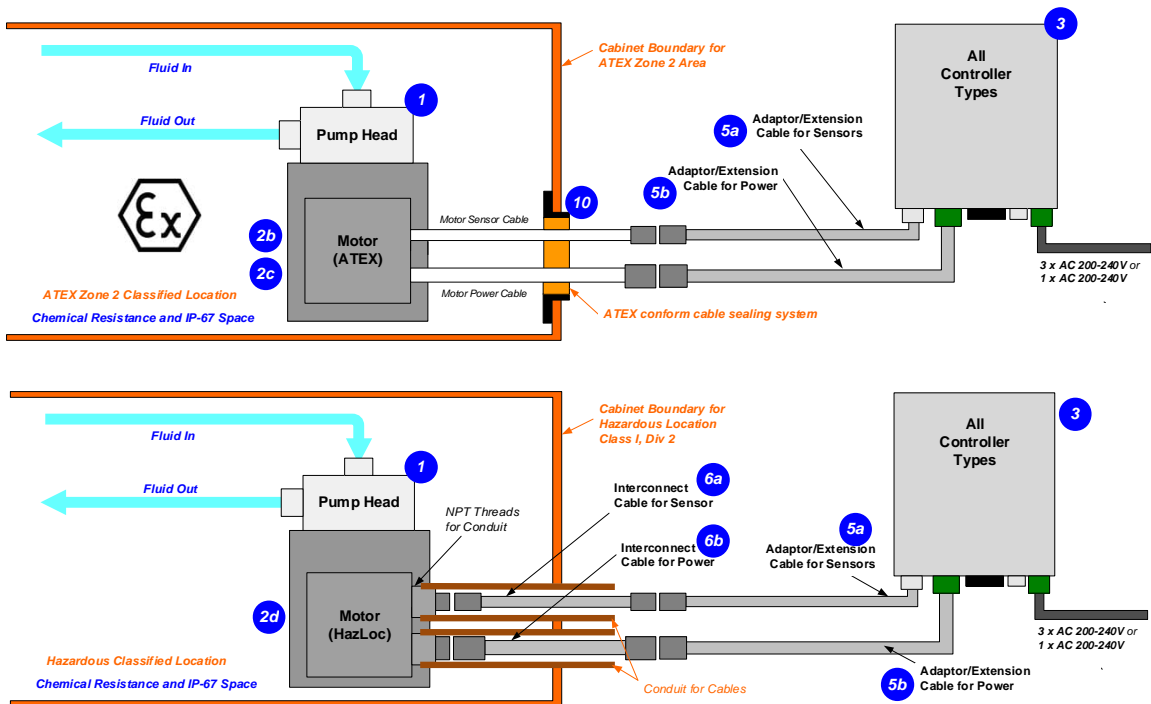 Fluid In
Fluid Out
1
Pump Head
Ex
2b
2c
Motor
(ATEX)
Motor Sensor Cable
Motor Power Cable
ATEX Zone 2 Classified Location
Chemical Resistance and IP-67 Space
Cabinet Boundary for
ATEX Zone 2 Area
10
ATEX conform cable sealing system
5a
Adaptor/Extension
Cable for Sensors
5b
Adaptor/Extension
Cable for Power
3
All
Controller
Types
3 x AC 200-240V or
1 x AC 200-240V
Fluid In
Fluid Out
1
Pump Head
NPT Threads
for Conduit
2d
Motor
(HazLoc)
Hazardous Classified Location
Chemical Resistance and IP-67 Space
Cabinet Boundary for
Hazardous Location
Class I, Div 2
Interconnect
Cable for Sensor
6a
Interconnect
Cable for Power
6b
Conduit for Cables
5a
Adaptor/Extension
Cable for Sensors
3
All
Controller
Types
3 x AC 200-240V or
1 x AC 200-240V
5b
Adaptor/Extension
Cable for Power